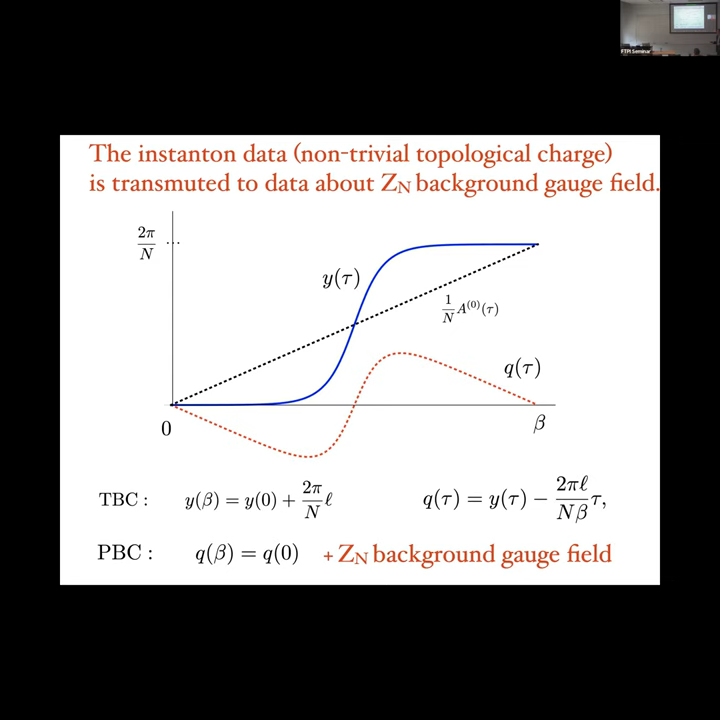 FTPI Seminar
The instanton data (non-trivial topological charge)
is transmuted to data about Z_N background gauge field.
2π/N
y(τ)
1/N A^(0)(τ)
q(τ)
0
β
TBC : y(β) = y(0) + 2π/N ℓ
q(τ) = y(τ) − 2πℓ/Nβ τ,
PBC : q(β) = q(0) + Z_N background gauge field